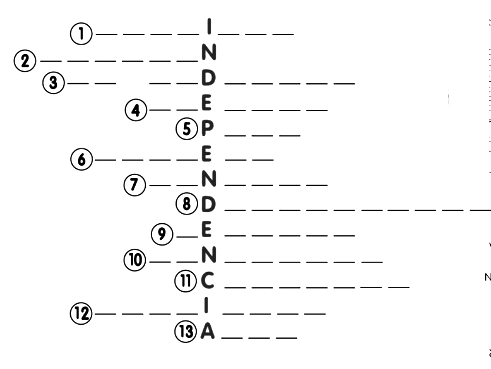 ① I
② N
③ D
④ E
⑤ P
⑥ E
⑦ N
⑧ D
⑨ E
⑩ N
⑪ C
⑫ I
⑬ A